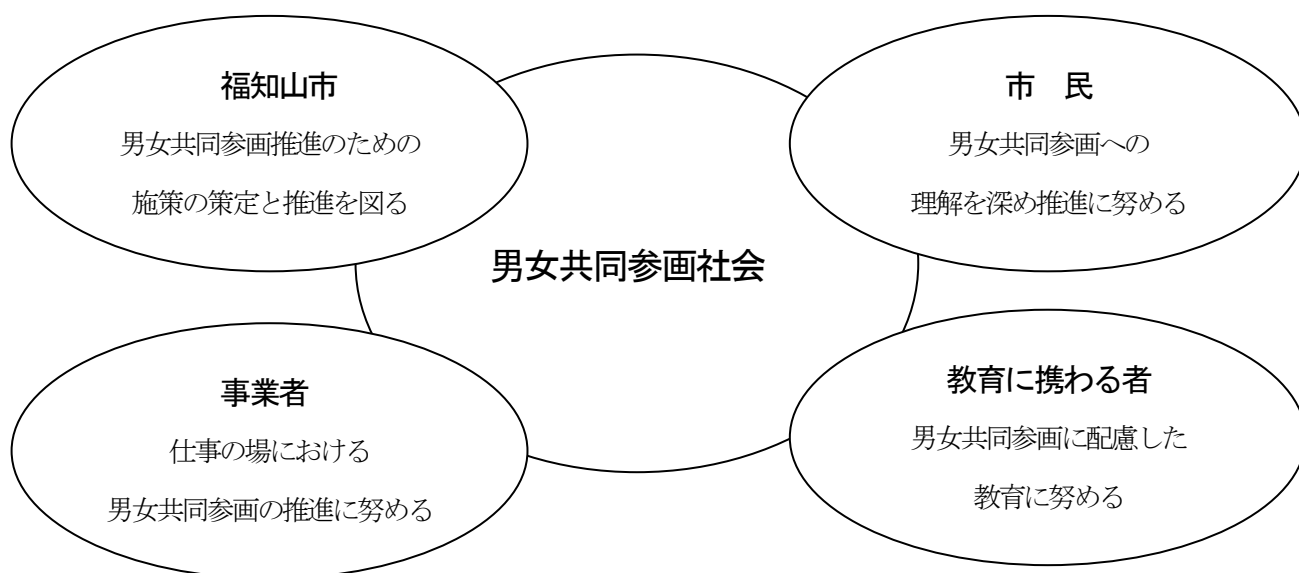 福知山市
男女共同参画推進のための
施策の策定と推進を図る
市　民
男女共同参画への
理解を深め推進に努める
男女共同参画社会
事業者
仕事の場における
男女共同参画の推進に努める
教育に携わる者
男女共同参画に配慮した
教育に努める